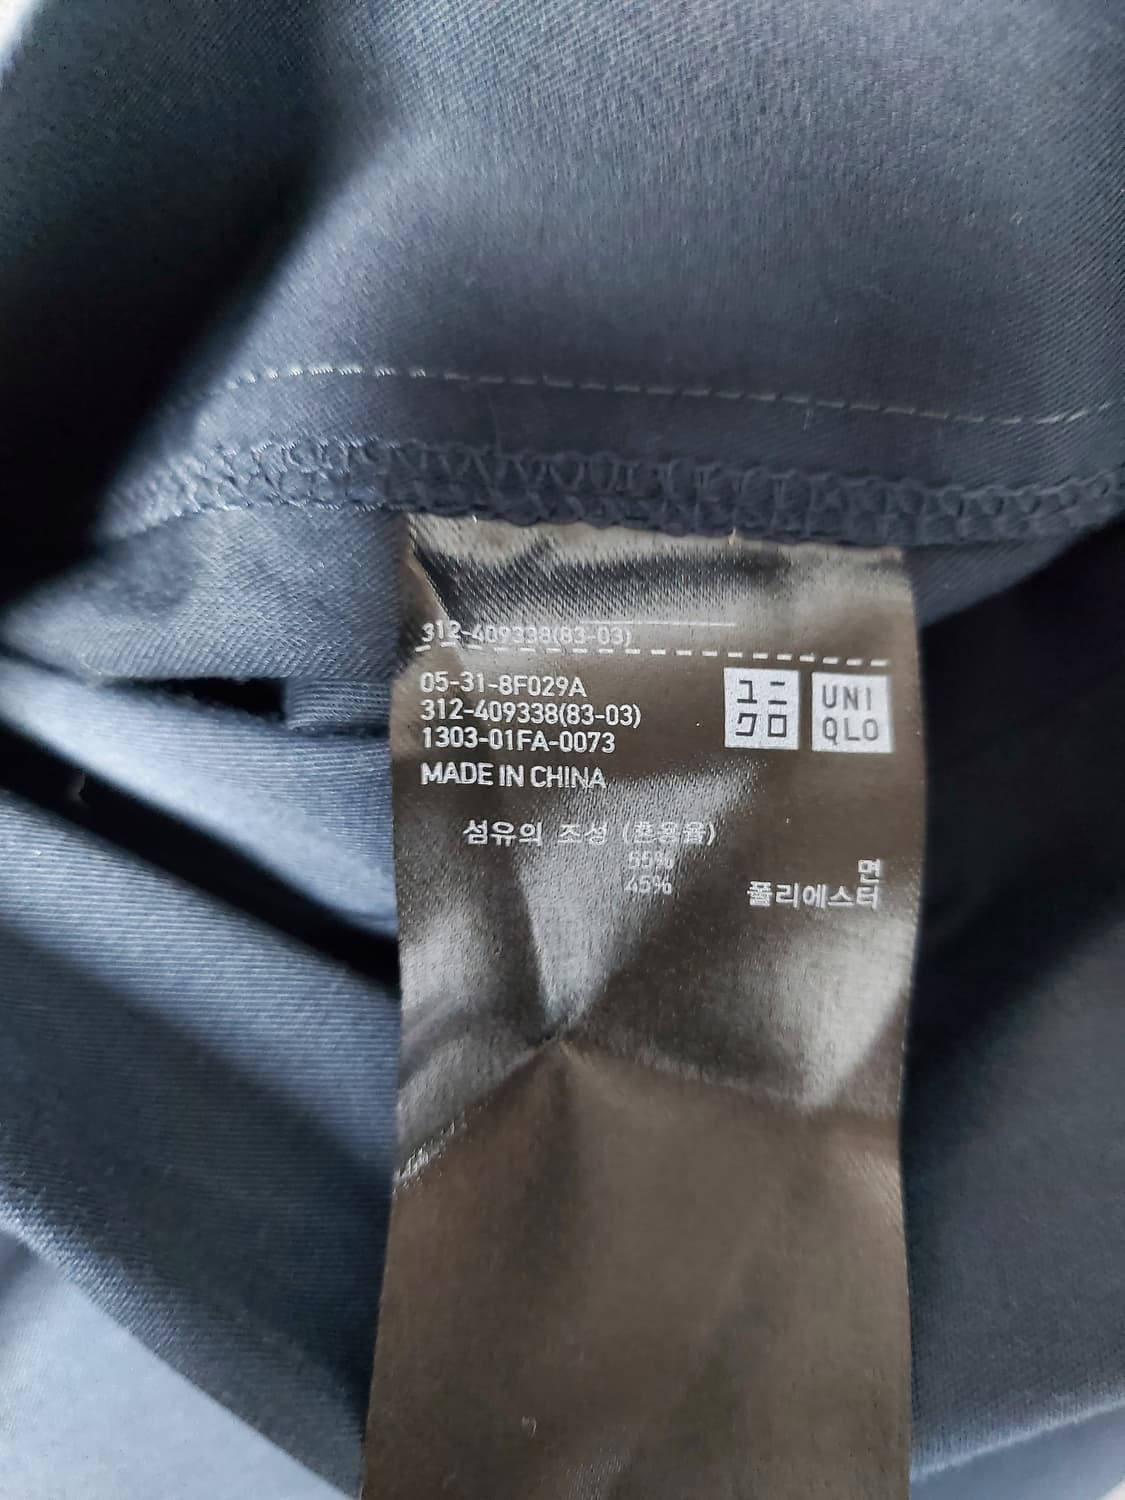 312-409338(83-03)
05-31-8F029A
312-409338(83-03)
1303-01FA-0073
MADE IN CHINA
ユニ
クロ
UNI
QLO
섬유의 조성 (혼용율)
55% 면
45% 폴리에스터